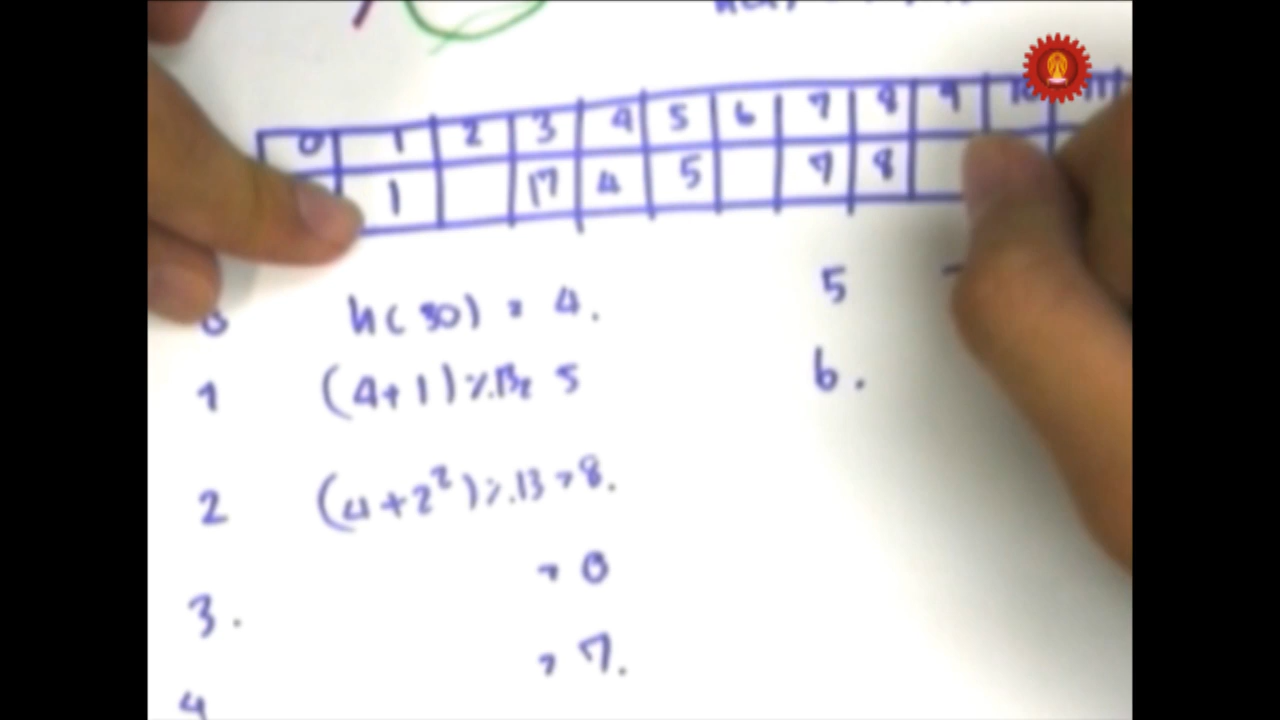 0 1 2 3 4 5 6 7 8 9 10 11
1 17 4 5 7 8
0 h(30) = 4.
1 (4+1)%13= 5
2 (4+2²)%.13 = 8.
3. = 0
4 = 7.
5 -
6.